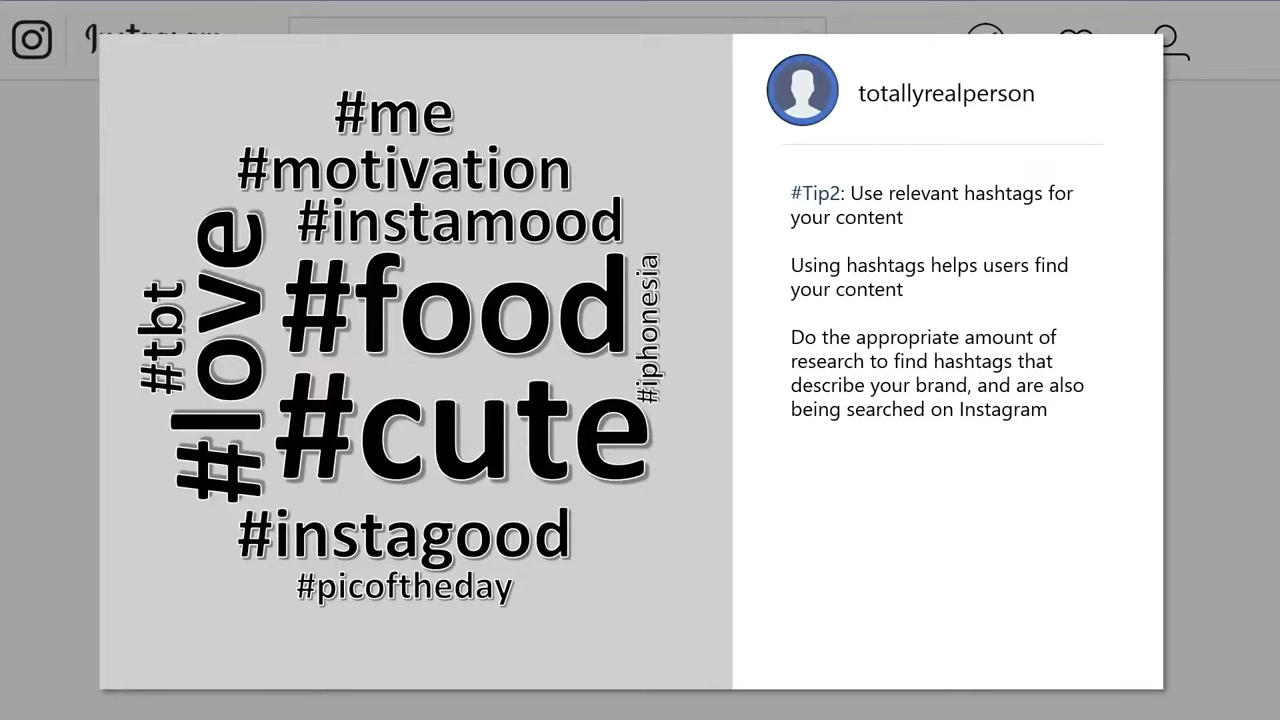 Instagram
#me
#motivation
#instamood
#love
#tbt
#food
#iphonesia
#cute
#instagood
#picoftheday
totallyrealperson
#Tip2: Use relevant hashtags for
your content
Using hashtags helps users find
your content
Do the appropriate amount of
research to find hashtags that
describe your brand, and are also
being searched on Instagram